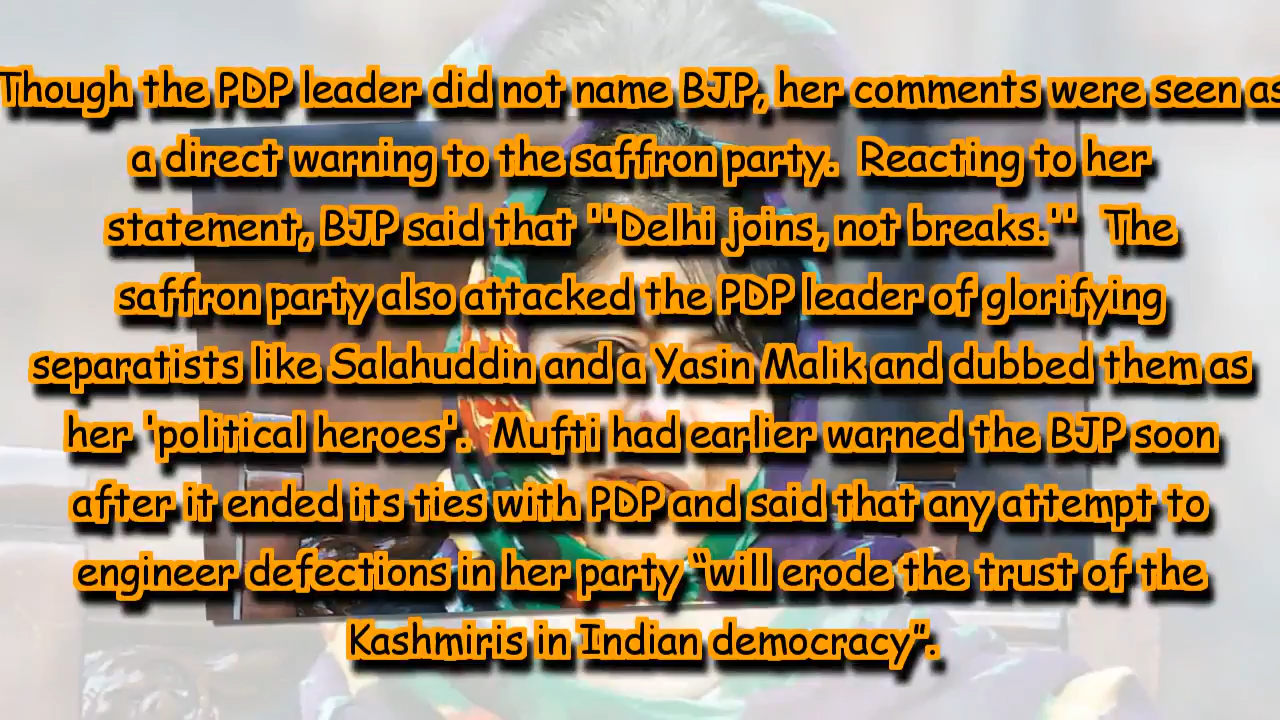 Though the PDP leader did not name BJP, her comments were seen as
a direct warning to the saffron party.  Reacting to her
statement, BJP said that ''Delhi joins, not breaks.''  The
saffron party also attacked the PDP leader of glorifying
separatists like Salahuddin and a Yasin Malik and dubbed them as
her 'political heroes'.  Mufti had earlier warned the BJP soon
after it ended its ties with PDP and said that any attempt to
engineer defections in her party “will erode the trust of the
Kashmiris in Indian democracy”.